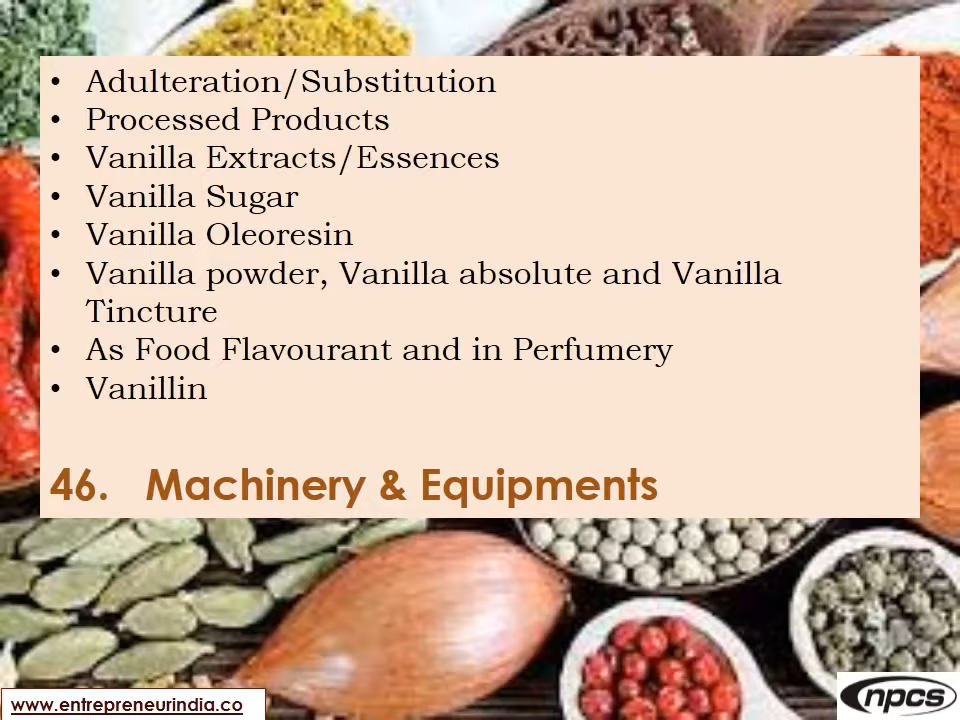 • Adulteration/Substitution
• Processed Products
• Vanilla Extracts/Essences
• Vanilla Sugar
• Vanilla Oleoresin
• Vanilla powder, Vanilla absolute and Vanilla
Tincture
• As Food Flavourant and in Perfumery
• Vanillin
46. Machinery & Equipments
www.entrepreneurindia.co
npcs